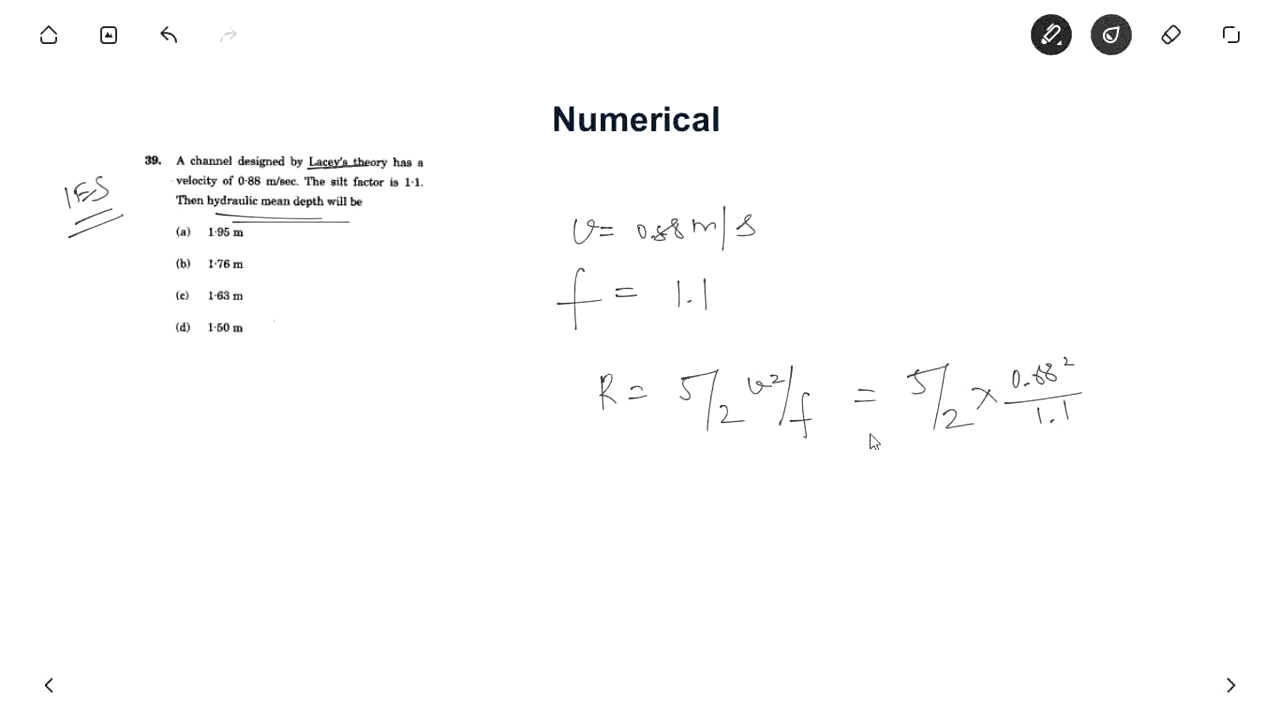 Numerical
IES
39. A channel designed by Lacey's theory has a
velocity of 0·88 m/sec. The silt factor is 1·1.
Then hydraulic mean depth will be
(a) 1·95 m
(b) 1·76 m
(c) 1·63 m
(d) 1·50 m
v = 0.88 m/s
f = 1.1
R = 5/2 v²/f = 5/2 × 0.88²/1.1